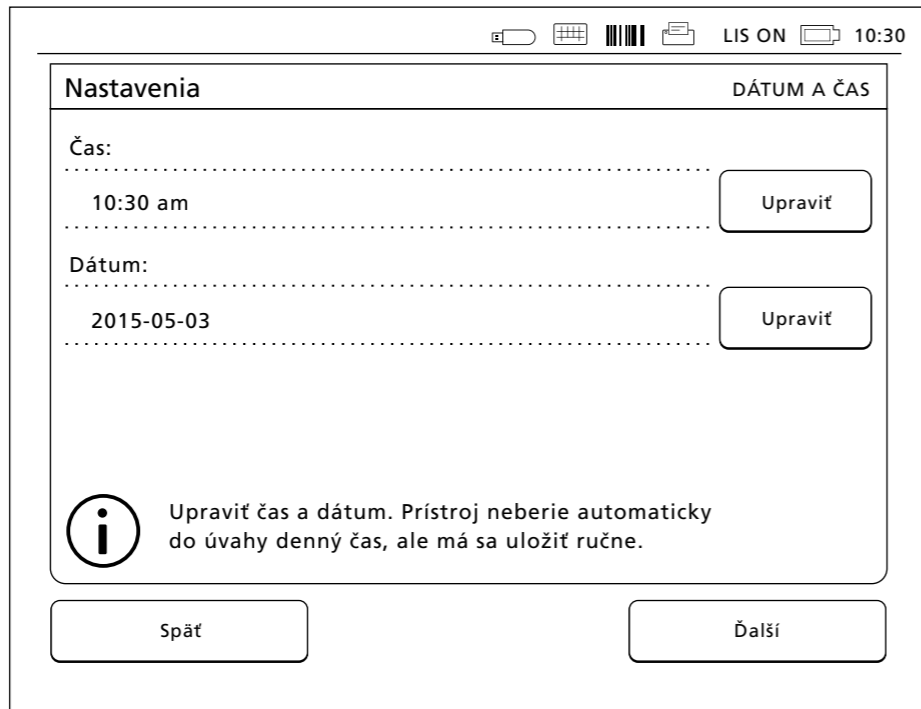 LIS ON 10:30
Nastavenia DÁTUM A ČAS
Čas:
10:30 am
Upraviť
Dátum:
2015-05-03
Upraviť
Upraviť čas a dátum. Prístroj neberie automaticky
do úvahy denný čas, ale má sa uložiť ručne.
Späť Ďalší